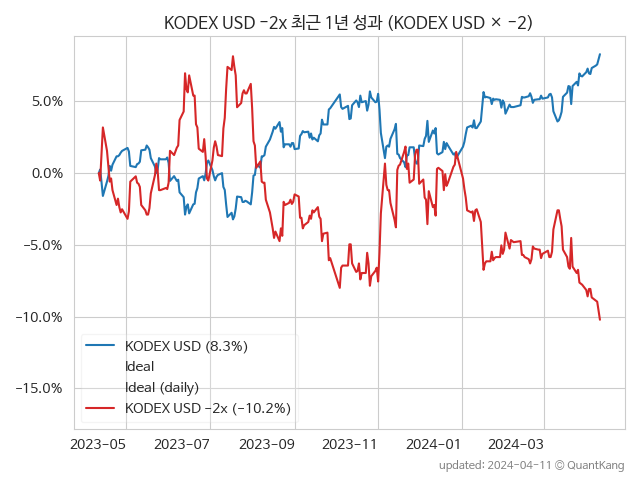 KODEX USD -2x 최근 1년 성과 (KODEX USD × -2)
5.0%
0.0%
−5.0%
−10.0%
−15.0%
KODEX USD (8.3%)
Ideal
Ideal (daily)
KODEX USD -2x (-10.2%)
2023-05 2023-07 2023-09 2023-11 2024-01 2024-03
updated: 2024-04-11 © QuantKang